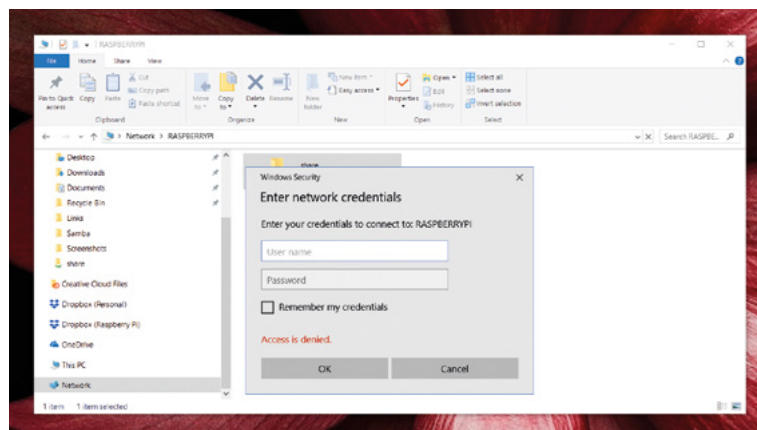 RASPBERRYPI
File Home Share View
Pin to Quick access
Copy
Paste
Cut
Copy path
Paste shortcut
Move to
Copy to
Delete
Rename
New folder
New item
Easy access
Properties
Open
Edit
History
Select all
Select none
Invert selection
Clipboard Organize New Open Select
Network > RASPBERRYPI
Search RASPBE...
Desktop
Downloads
Documents
Recycle Bin
Links
Samba
Screenshots
share
Creative Cloud Files
Dropbox (Personal)
Dropbox (Raspberry Pi)
OneDrive
This PC
Network
share
Windows Security
Enter network credentials
Enter your credentials to connect to: RASPBERRYPI
User name
Password
Remember my credentials
Access is denied.
OK Cancel
1 item 1 item selected